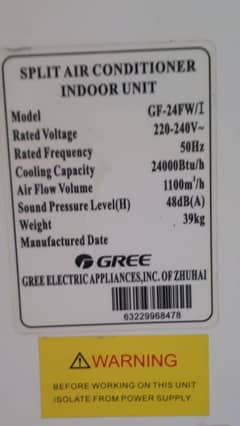 SPLIT AIR CONDITIONER
INDOOR UNIT
Model GF-24FW/I
Rated Voltage 220-240V~
Rated Frequency 50Hz
Cooling Capacity 24000Btu/h
Air Flow Volume 1100m³/h
Sound Pressure Level(H) 48dB(A)
Weight 39kg
Manufactured Date
GREE
GREE ELECTRIC APPLIANCES,INC. OF ZHUHAI
63229968478
WARNING
BEFORE WORKING ON THIS UNIT
ISOLATE FROM POWER SUPPLY